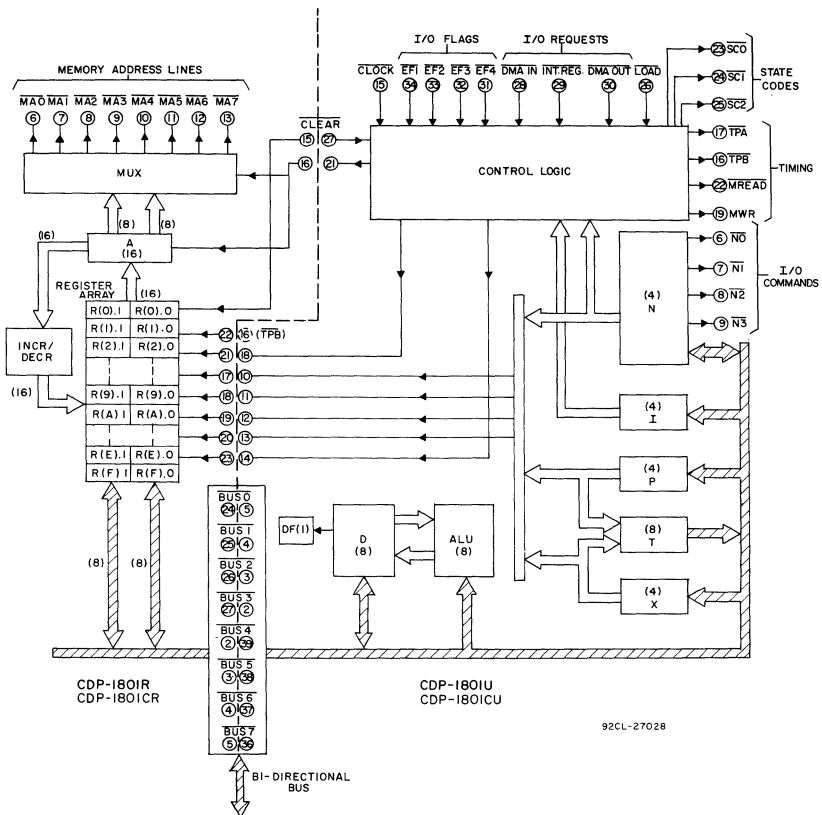 I/O FLAGS
I/O REQUESTS
MEMORY ADDRESS LINES
CLOCK EF1 EF2 EF3 EF4 DMA IN INT.REG. DMA OUT LOAD
15 34 33 32 31 28 29 30 26
23 SC0
24 SC1
25 SC2
STATE
CODES
MA0 MA1 MA2 MA3 MA4 MA5 MA6 MA7
6 7 8 9 10 11 12 13
CLEAR
15 27
16 21
MUX
CONTROL LOGIC
17 TPA
16 TPB
22 MREAD
19 MWR
TIMING
(8) (8)
(16)
A
(16)
REGISTER
ARRAY
(16)
6 N0
7 N1
8 N2
9 N3
I/O
COMMANDS
(4)
N
R(0).1 R(0).0
R(1).1 R(1).0
R(2).1 R(2).0
R(9).1 R(9).0
R(A).1 R(A).0
R(E).1 R(E).0
R(F).1 R(F).0
INCR/
DECR
(16)
22 16 (TPB)
21 18
17 10
18 11
19 12
20 13
23 14
(4)
I
(4)
P
(8)
T
(4)
X
BUS 0
24 5
BUS 1
25 4
BUS 2
26 3
BUS 3
27 2
BUS 4
2 39
BUS 5
3 38
BUS 6
4 37
BUS 7
5 36
DF(1)
D
(8)
ALU
(8)
(8) (8)
CDP-1801R
CDP-1801CR
CDP-1801U
CDP-1801CU
92CL-27028
BI-DIRECTIONAL
BUS